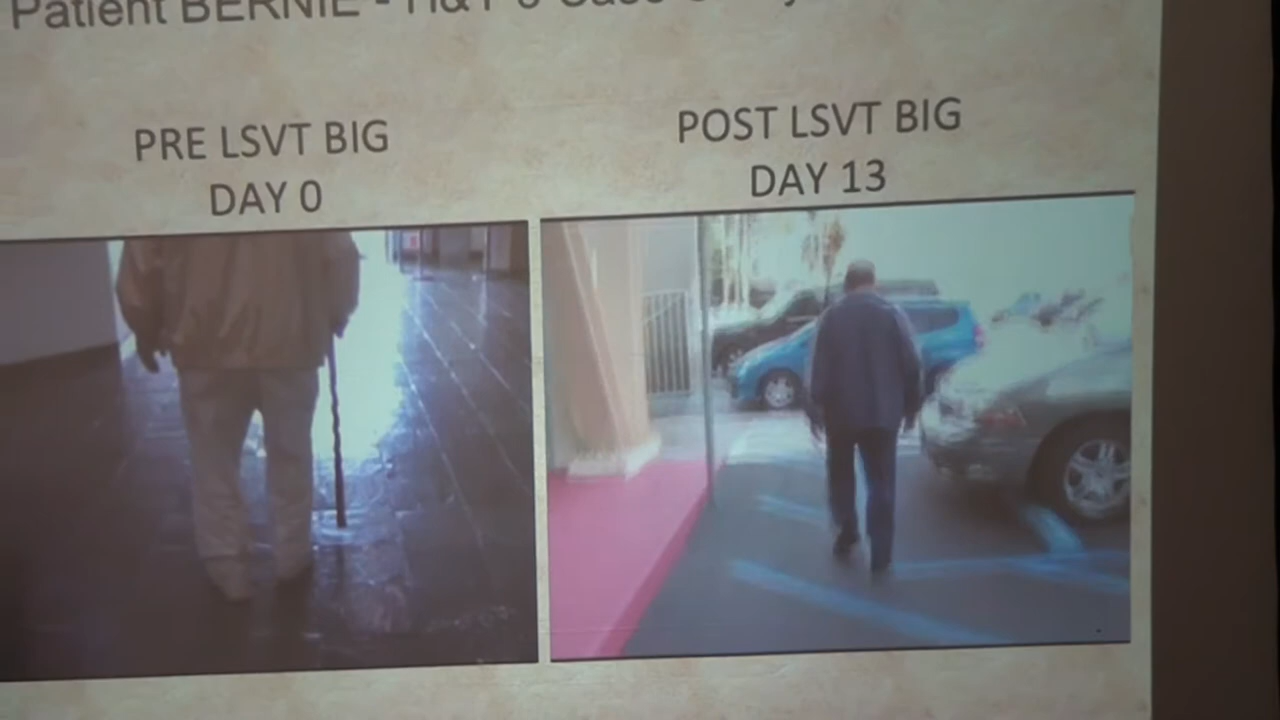 Patient BERNIE -
PRE LSVT BIG
DAY 0
POST LSVT BIG
DAY 13